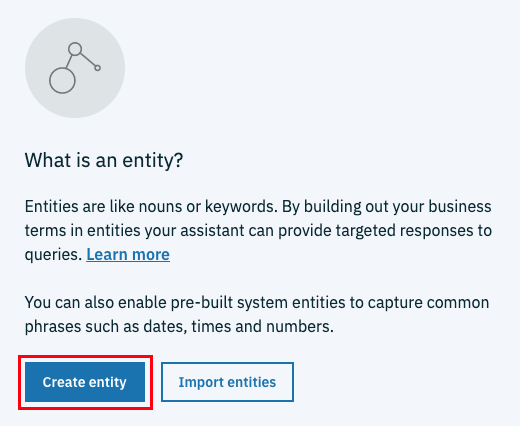 What is an entity?
Entities are like nouns or keywords. By building out your business
terms in entities your assistant can provide targeted responses to
queries. Learn more
You can also enable pre-built system entities to capture common
phrases such as dates, times and numbers.
Create entity
Import entities